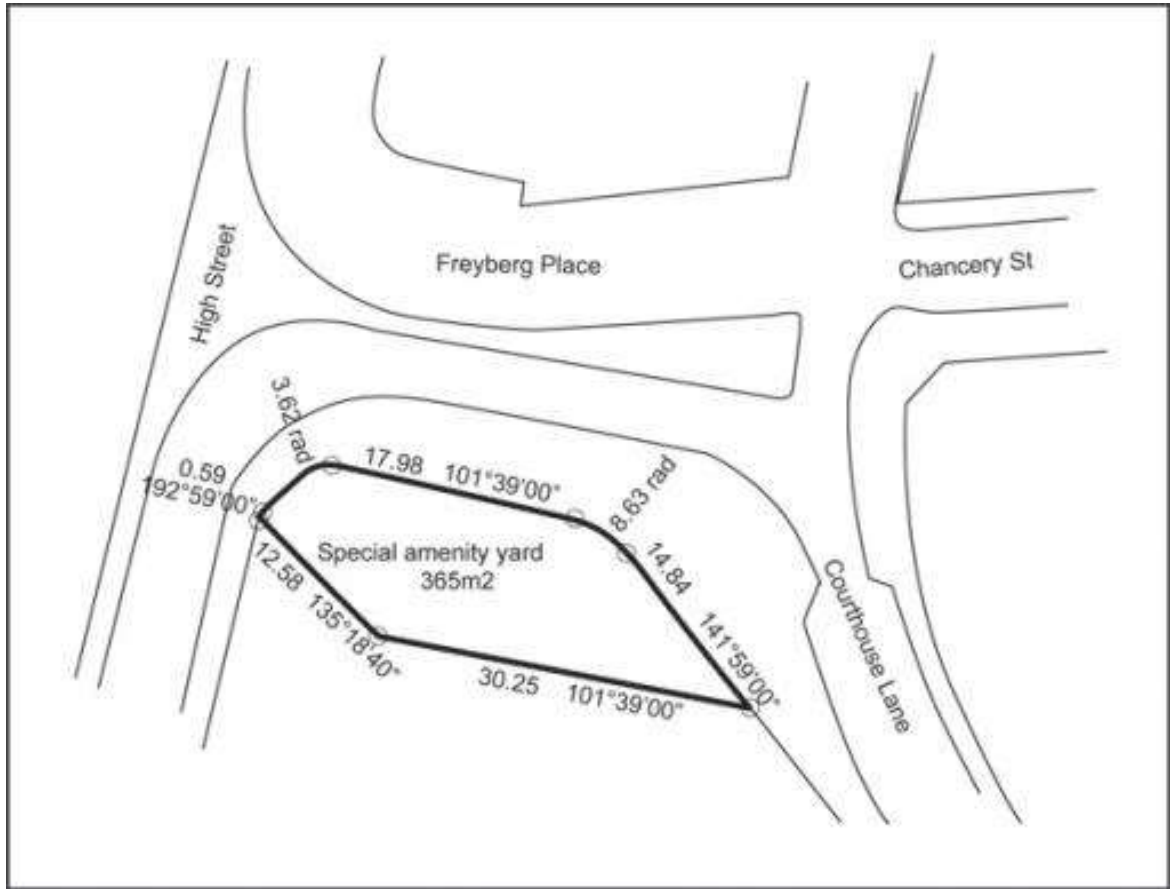 High Street
Freyberg Place
Chancery St
3.62 rad
17.98 101°39'00"
8.63 rad
0.59
192°59'00"
Special amenity yard
365m2
14.84 141°59'00"
12.58 135°18'40"
30.25 101°39'00"
Courthouse Lane